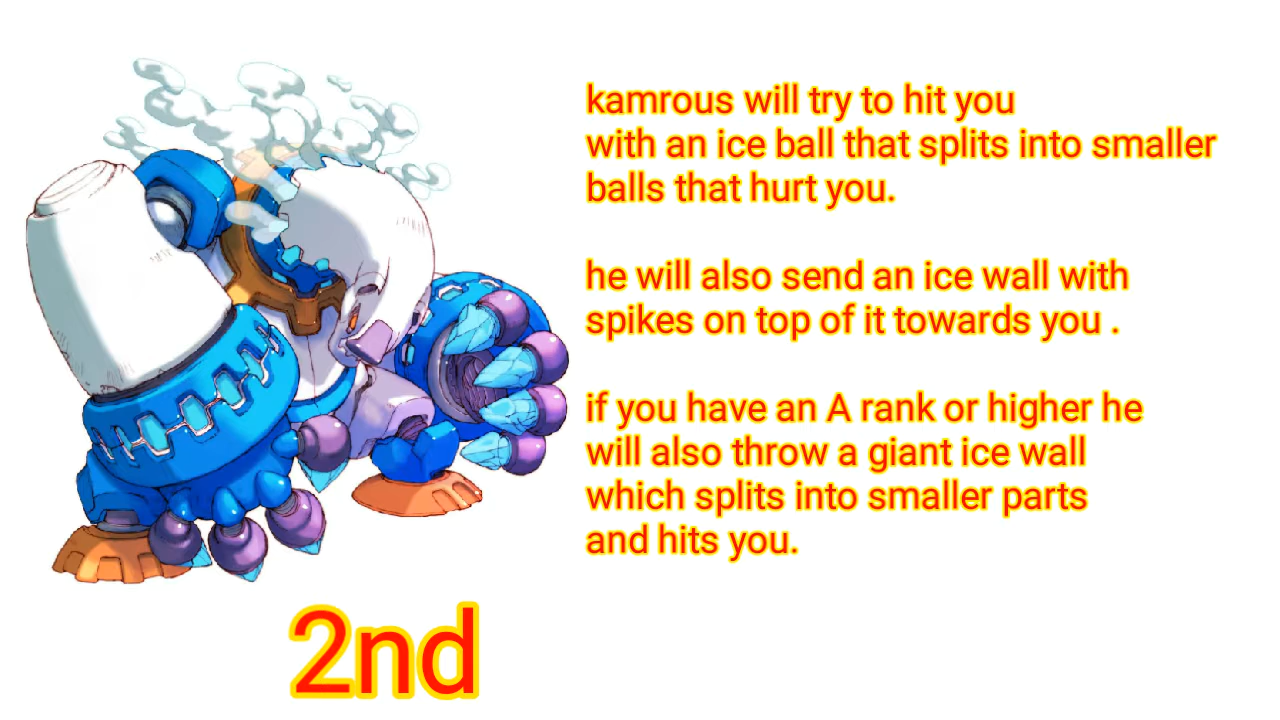 kamrous will try to hit you
with an ice ball that splits into smaller
balls that hurt you.
he will also send an ice wall with
spikes on top of it towards you .
if you have an A rank or higher he
will also throw a giant ice wall
which splits into smaller parts
and hits you.
2nd